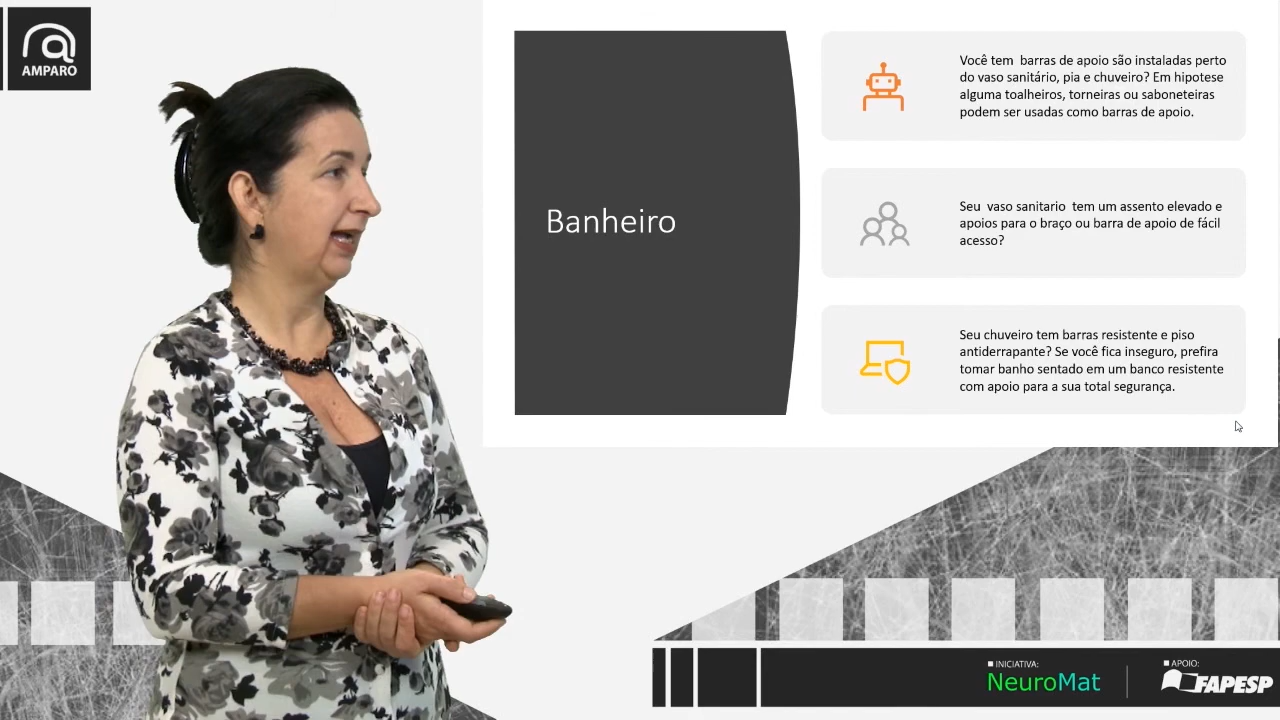 AMPARO
Banheiro
Você tem  barras de apoio são instaladas perto
do vaso sanitário, pia e chuveiro? Em hipotese
alguma toalheiros, torneiras ou saboneteiras
podem ser usadas como barras de apoio.
Seu  vaso sanitario  tem um assento elevado e
apoios para o braço ou barra de apoio de fácil
acesso?
Seu chuveiro tem barras resistente e piso
antiderrapante? Se você fica inseguro, prefira
tomar banho sentado em um banco resistente
com apoio para a sua total segurança.
INICIATIVA:
NeuroMat
APOIO:
FAPESP